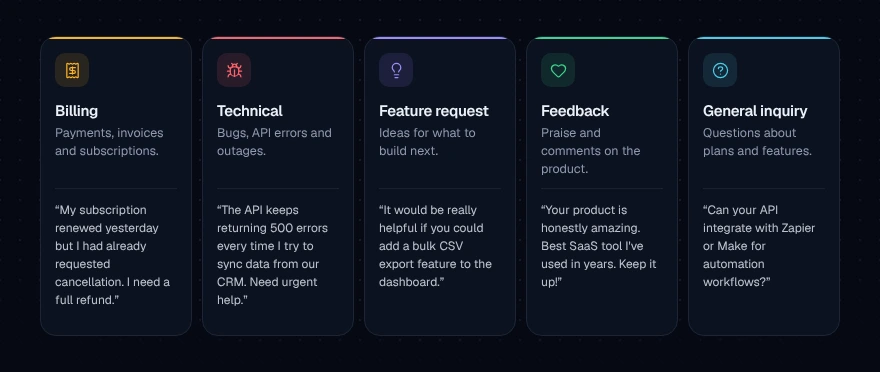 Billing
Payments, invoices
and subscriptions.
“My subscription
renewed yesterday
but I had already
requested
cancellation. I need a
full refund.”
Technical
Bugs, API errors and
outages.
“The API keeps
returning 500 errors
every time I try to
sync data from our
CRM. Need urgent
help.”
Feature request
Ideas for what to
build next.
“It would be really
helpful if you could
add a bulk CSV
export feature to the
dashboard.”
Feedback
Praise and
comments on the
product.
“Your product is
honestly amazing.
Best SaaS tool I've
used in years. Keep it
up!”
General inquiry
Questions about
plans and features.
“Can your API
integrate with Zapier
or Make for
automation
workflows?”